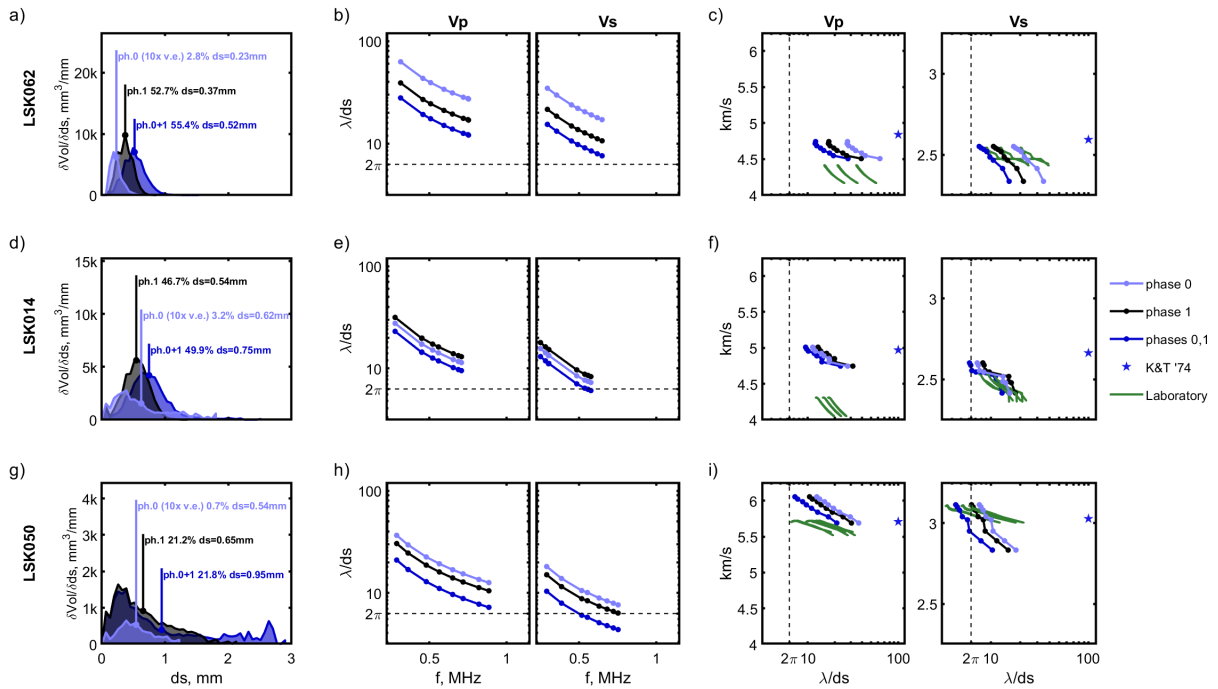 a)
b)
Vp
Vs
c)
Vp
Vs
LSK062
δVol/δds, mm³/mm
20k
10k
0
ph.0 (10x v.e.) 2.8% ds=0.23mm
ph.1 52.7% ds=0.37mm
ph.0+1 55.4% ds=0.52mm
λ/ds
100
10
2π
km/s
6
5.5
5
4.5
4
3
2.5
d)
e)
f)
LSK014
δVol/δds, mm³/mm
15k
10k
5k
0
ph.1 46.7% ds=0.54mm
ph.0 (10x v.e.) 3.2% ds=0.62mm
ph.0+1 49.9% ds=0.75mm
λ/ds
100
10
2π
km/s
6
5.5
5
4.5
4
3
2.5
phase 0
phase 1
phases 0,1
K&T '74
Laboratory
g)
h)
i)
LSK050
δVol/δds, mm³/mm
4k
3k
2k
1k
0
ph.0 (10x v.e.) 0.7% ds=0.54mm
ph.1 21.2% ds=0.65mm
ph.0+1 21.8% ds=0.95mm
0 1 2 3
ds, mm
λ/ds
100
10
2π
0.5 1
f, MHz
0.5 1
f, MHz
km/s
6
5.5
5
4.5
4
2π 10 100
λ/ds
3
2.5
2π 10 100
λ/ds